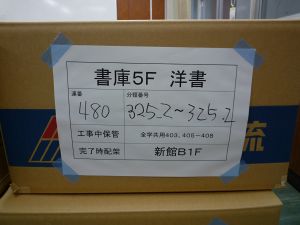 書庫5F 洋書
連番 分類番号
480 325.2~325.2
工事中保管 全学共用403, 405-408
完了時配架 新館B1F
流